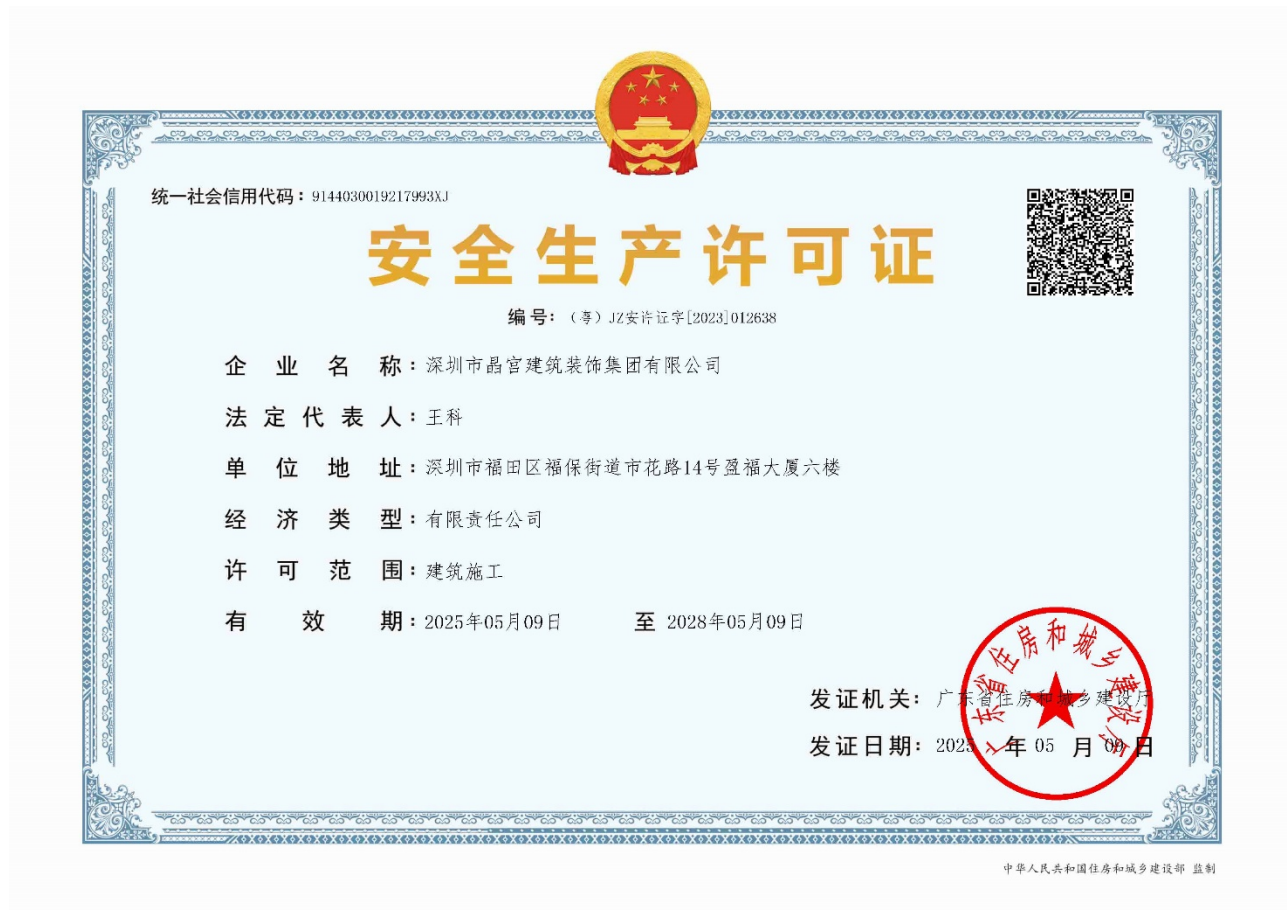 统一社会信用代码：9144030019217993XJ
安全生产许可证
编号：（粤）JZ安许证字[2023]012638
企业名称：深圳市晶宫建筑装饰集团有限公司
法定代表人：王科
单位地址：深圳市福田区福保街道市花路14号盈福大厦六楼
经济类型：有限责任公司
许可范围：建筑施工
有效期：2025年05月09日 至 2028年05月09日
发证机关：广东省住房和城乡建设厅
发证日期：2025年05月09日
广东省住房和城乡建设厅
中华人民共和国住房和城乡建设部 监制